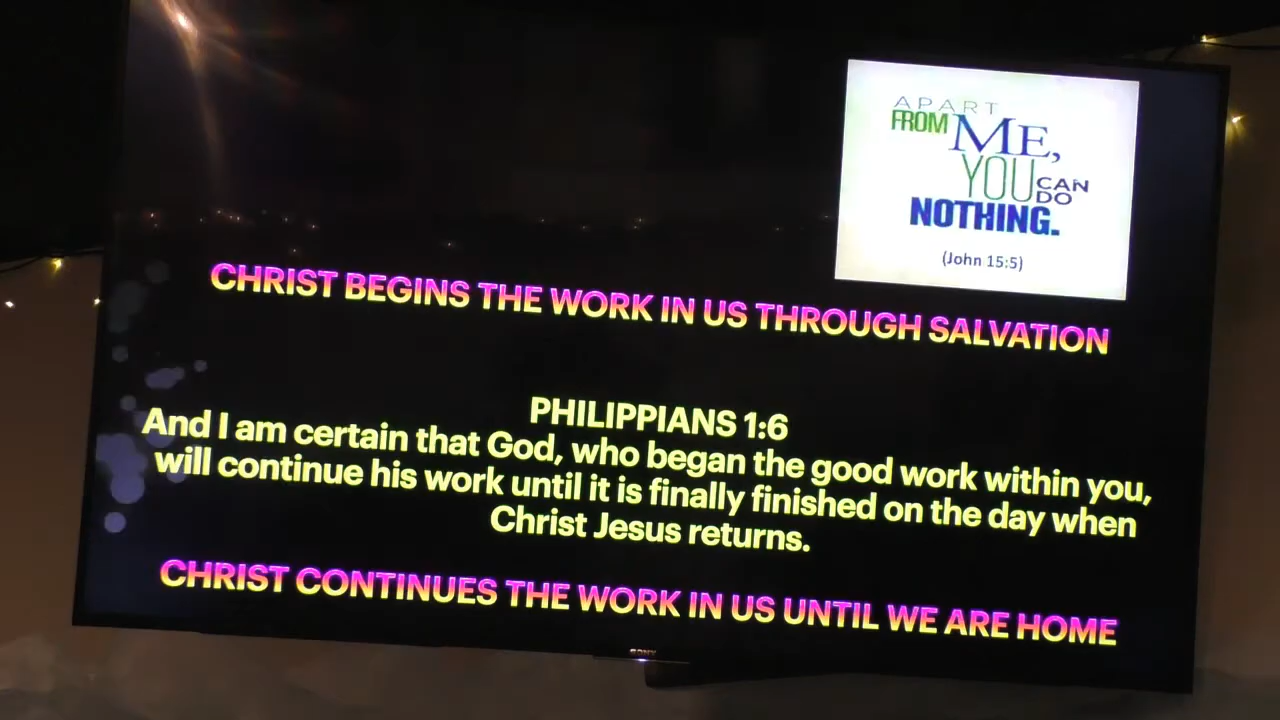 APART
FROM ME,
YOU CAN
DO
NOTHING.
(John 15:5)
CHRIST BEGINS THE WORK IN US THROUGH SALVATION
PHILIPPIANS 1:6
And I am certain that God, who began the good work within you,
will continue his work until it is finally finished on the day when
Christ Jesus returns.
CHRIST CONTINUES THE WORK IN US UNTIL WE ARE HOME
SONY